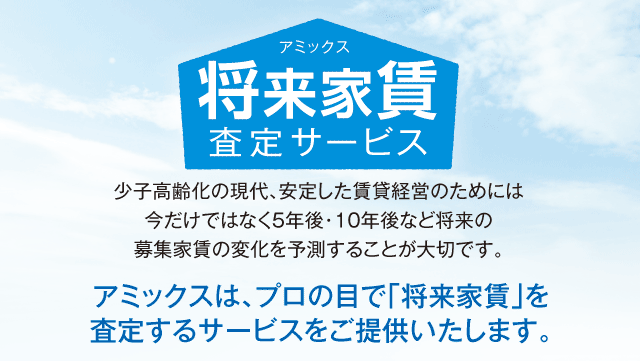 アミックス
将来家賃
査定サービス
少子高齢化の現代、安定した賃貸経営のためには
今だけではなく5年後・10年後など将来の
募集家賃の変化を予測することが大切です。
アミックスは、プロの目で「将来家賃」を
査定するサービスをご提供いたします。